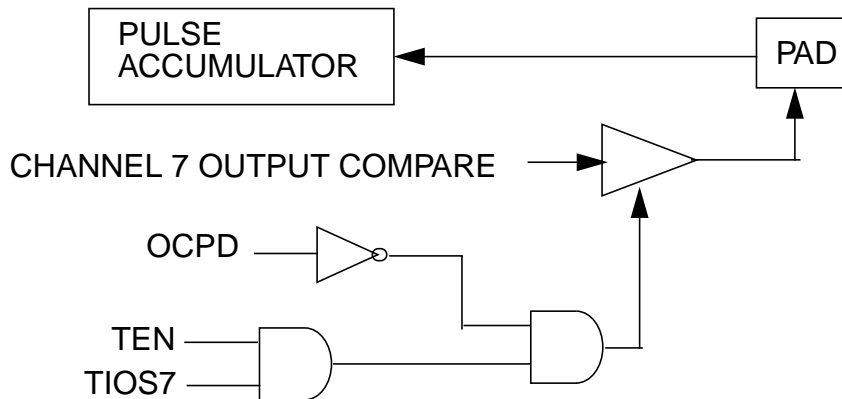 PULSE
ACCUMULATOR
PAD
CHANNEL 7 OUTPUT COMPARE
OCPD
TEN
TIOS7